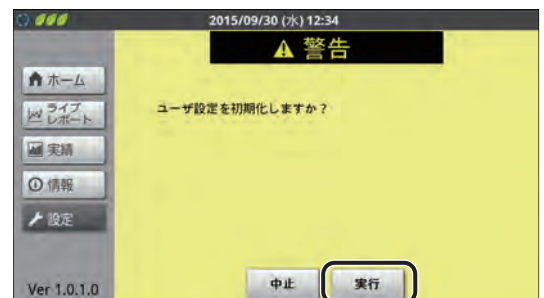 2015/09/30 (水) 12:34
警告
ホーム
ライブ
レポート
実績
情報
設定
Ver 1.0.1.0
ユーザ設定を初期化しますか？
中止
実行